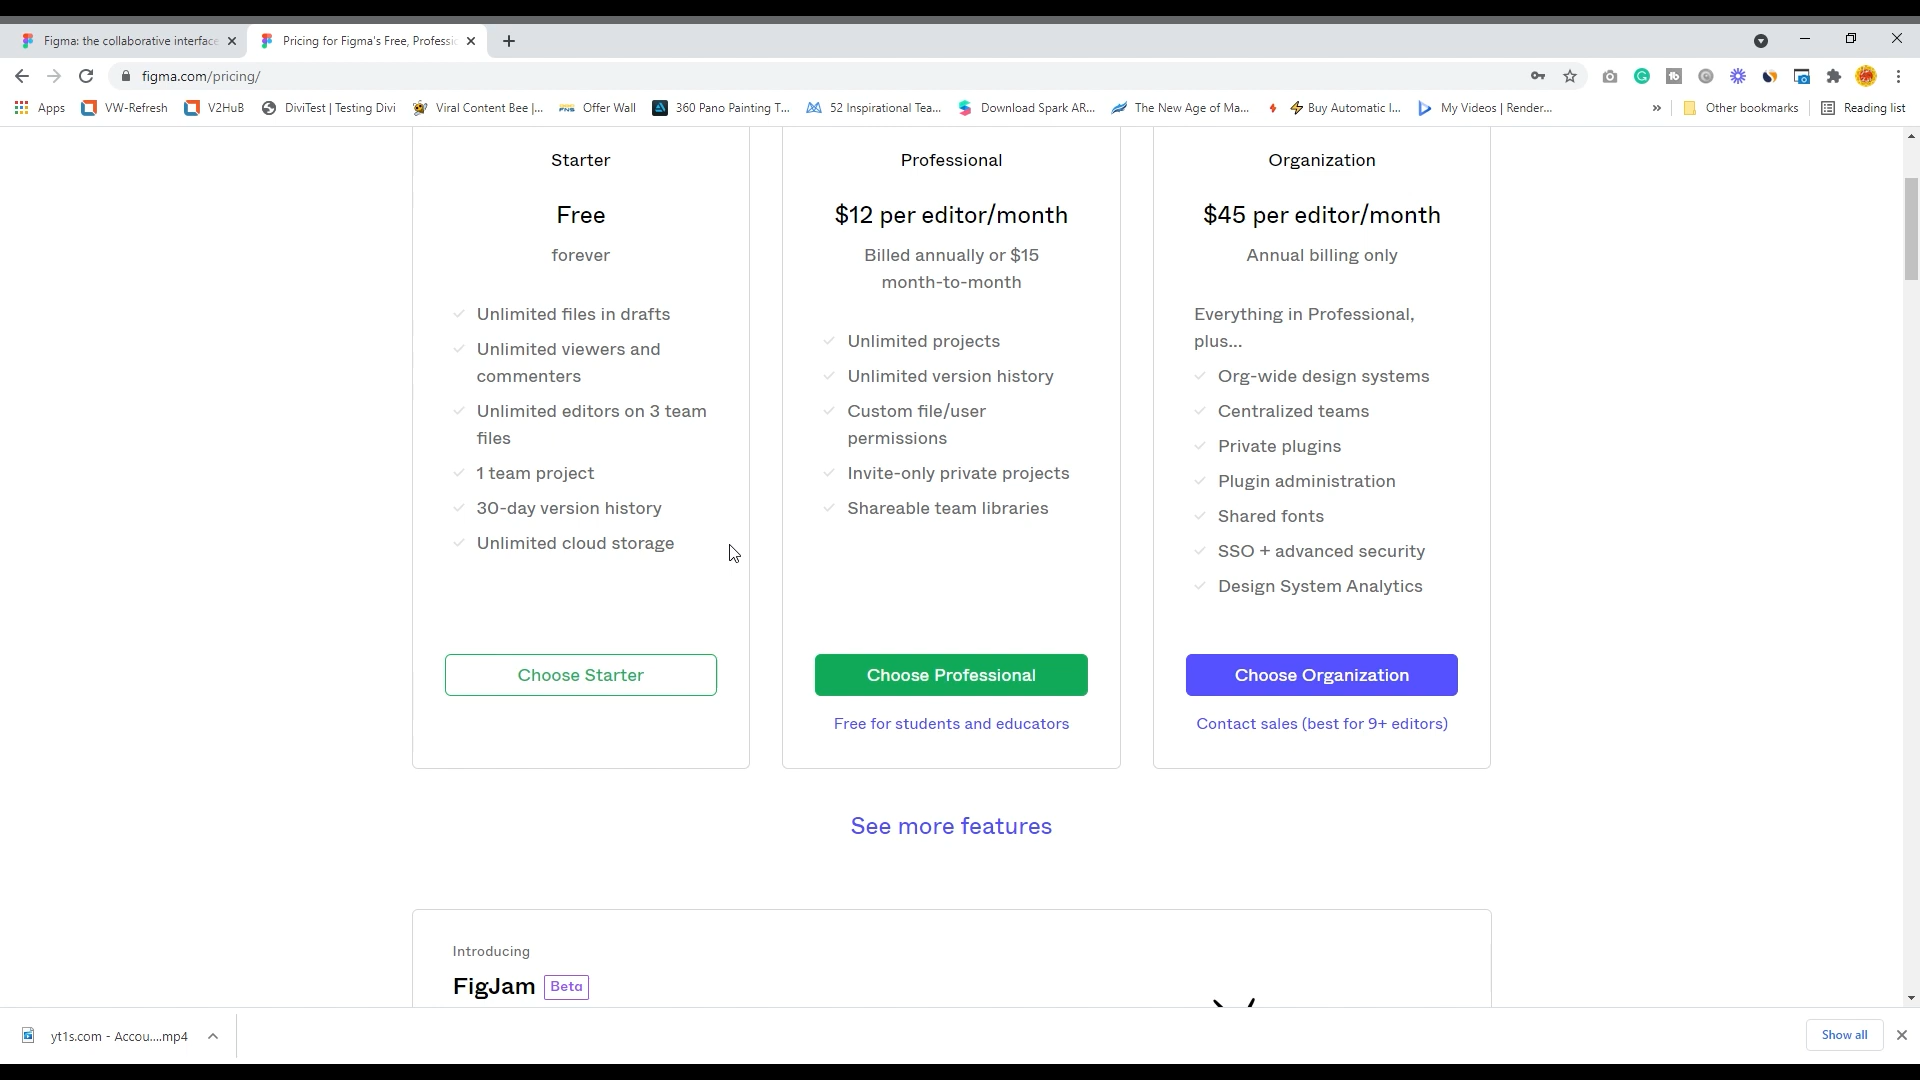 Figma: the collaborative interface
Pricing for Figma's Free, Professio
figma.com/pricing/
Apps
VW-Refresh
V2HuB
DiviTest | Testing Divi
Viral Content Bee |...
Offer Wall
360 Pano Painting T...
52 Inspirational Tea...
Download Spark AR...
The New Age of Ma...
Buy Automatic I...
My Videos | Render...
»
Other bookmarks
Reading list
Starter
Free
forever
Unlimited files in drafts
Unlimited viewers and
commenters
Unlimited editors on 3 team
files
1 team project
30-day version history
Unlimited cloud storage
Choose Starter
Professional
$12 per editor/month
Billed annually or $15
month-to-month
Unlimited projects
Unlimited version history
Custom file/user
permissions
Invite-only private projects
Shareable team libraries
Choose Professional
Free for students and educators
Organization
$45 per editor/month
Annual billing only
Everything in Professional,
plus...
Org-wide design systems
Centralized teams
Private plugins
Plugin administration
Shared fonts
SSO + advanced security
Design System Analytics
Choose Organization
Contact sales (best for 9+ editors)
See more features
Introducing
FigJam Beta
yt1s.com - Accou....mp4
Show all